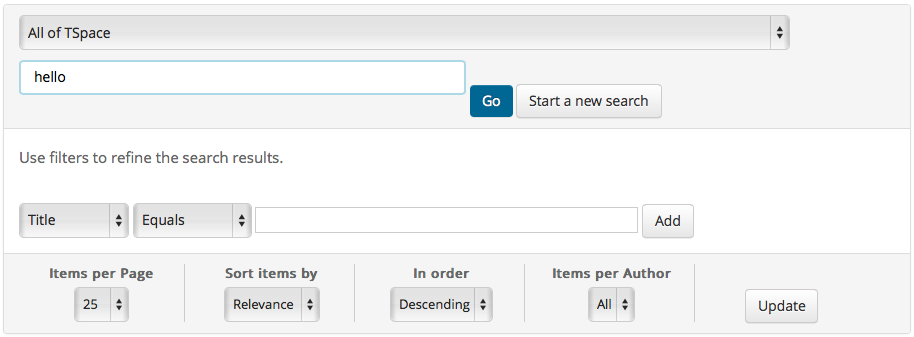 All of TSpace
hello
Go Start a new search
Use filters to refine the search results.
Title Equals Add
Items per Page Sort items by In order Items per Author
25 Relevance Descending All Update